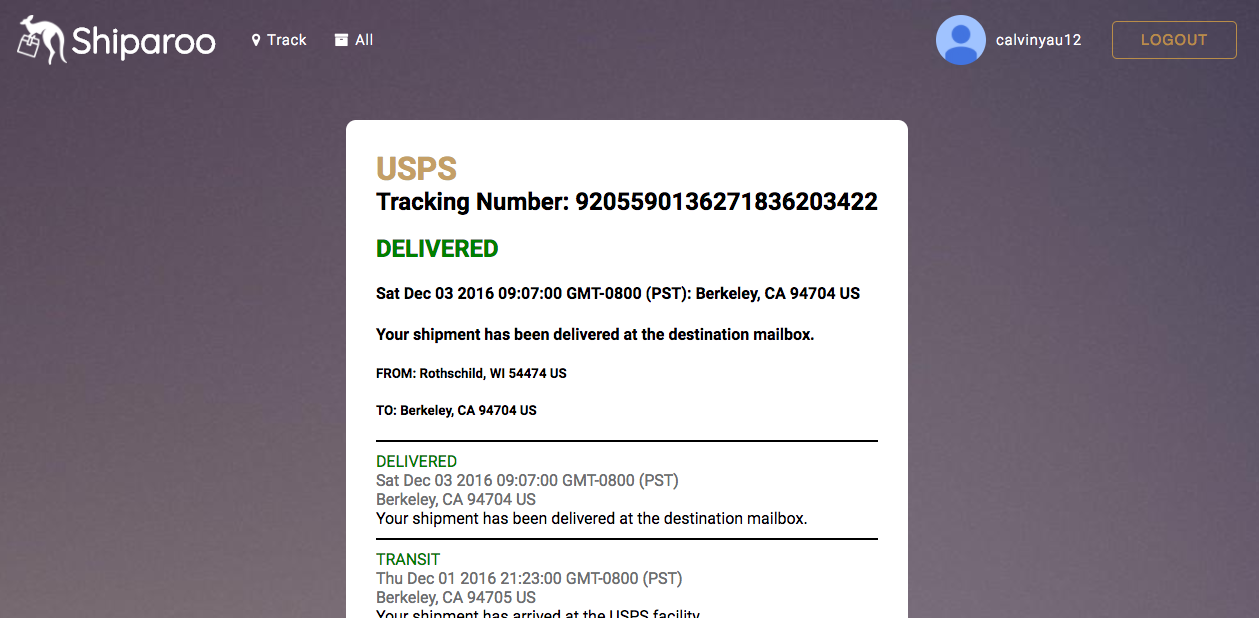 Shiparoo
Track
All
calvinyau12
LOGOUT
USPS
Tracking Number: 9205590136271836203422
DELIVERED
Sat Dec 03 2016 09:07:00 GMT-0800 (PST): Berkeley, CA 94704 US
Your shipment has been delivered at the destination mailbox.
FROM: Rothschild, WI 54474 US
TO: Berkeley, CA 94704 US
DELIVERED
Sat Dec 03 2016 09:07:00 GMT-0800 (PST)
Berkeley, CA 94704 US
Your shipment has been delivered at the destination mailbox.
TRANSIT
Thu Dec 01 2016 21:23:00 GMT-0800 (PST)
Berkeley, CA 94705 US
Your shipment has arrived at the USPS facility